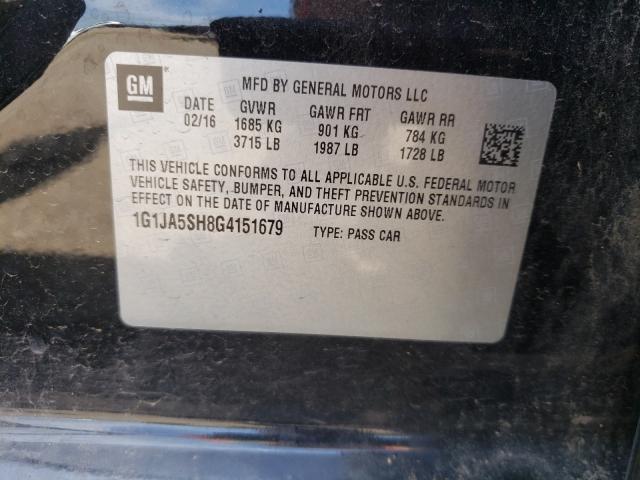 GM
MFD BY GENERAL MOTORS LLC
DATE GVWR GAWR FRT GAWR RR
02/16 1685 KG 901 KG 784 KG
3715 LB 1987 LB 1728 LB
THIS VEHICLE CONFORMS TO ALL APPLICABLE U.S. FEDERAL MOTOR
VEHICLE SAFETY, BUMPER, AND THEFT PREVENTION STANDARDS IN
EFFECT ON THE DATE OF MANUFACTURE SHOWN ABOVE.
1G1JA5SH8G4151679 TYPE: PASS CAR